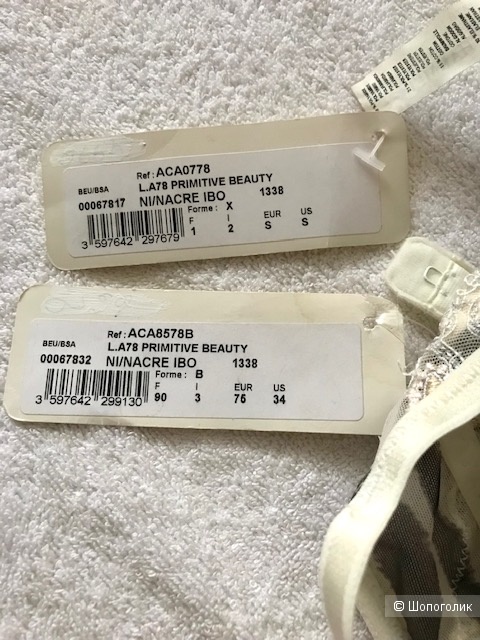 Ref : ACA0778
L.A78 PRIMITIVE BEAUTY
BEU/BSA
NI/NACRE IBO 1338
00067817
Forme : X
F I EUR US
1 2 S S
3 597642 297679
Ref : ACA8578B
L.A78 PRIMITIVE BEAUTY
BEU/BSA
NI/NACRE IBO 1338
00067832
Forme : B
F I EUR US
90 3 75 34
3 597642 299130
© Шопоголик